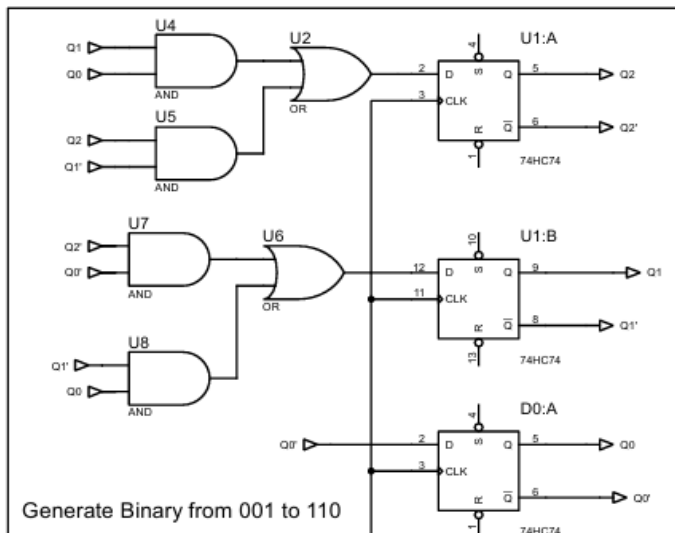 U4
Q1
Q0
AND
U2
OR
U5
Q2
Q1'
AND
U1:A
4
2 D S Q 5 Q2
3 CLK
Q 6 Q2'
R
1
74HC74
U7
Q2'
Q0'
AND
U6
OR
U8
Q1'
Q0
AND
U1:B
10
12 D S Q 9 Q1
11 CLK
Q 8 Q1'
R
13
74HC74
D0:A
4
Q0' 2 D S Q 5 Q0
3 CLK
Q 6 Q0'
R
1
74HC74
Generate Binary from 001 to 110